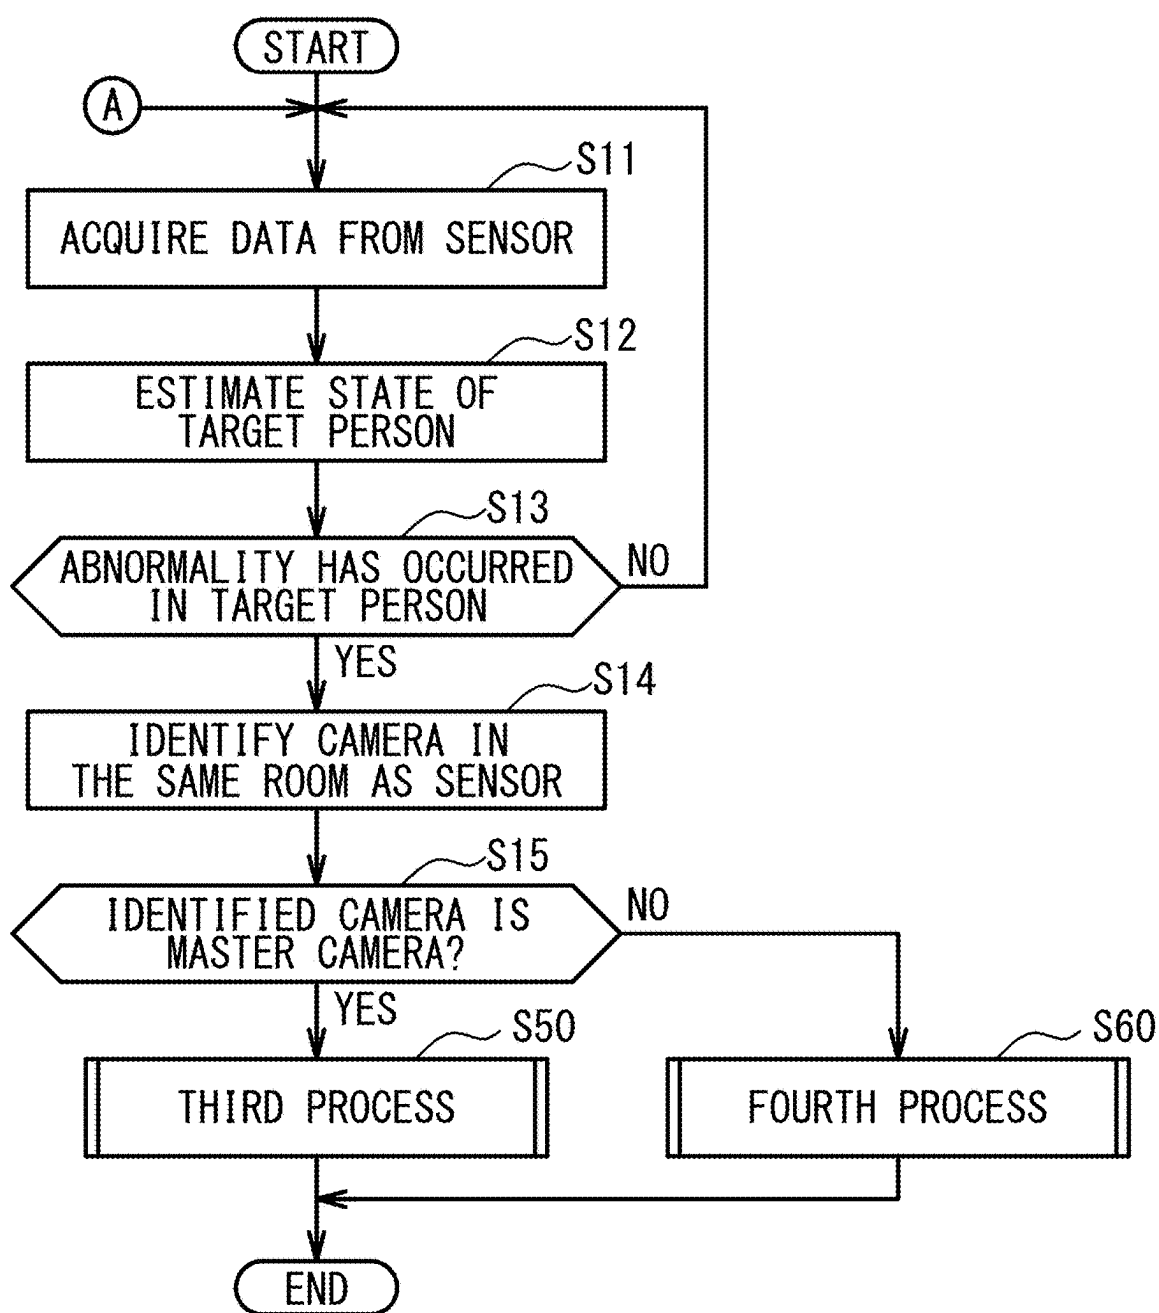 START
A
S11
ACQUIRE DATA FROM SENSOR
S12
ESTIMATE STATE OF
TARGET PERSON
S13
ABNORMALITY HAS OCCURRED
IN TARGET PERSON
NO
YES
S14
IDENTIFY CAMERA IN
THE SAME ROOM AS SENSOR
S15
IDENTIFIED CAMERA IS
MASTER CAMERA?
NO
YES
S50
THIRD PROCESS
S60
FOURTH PROCESS
END